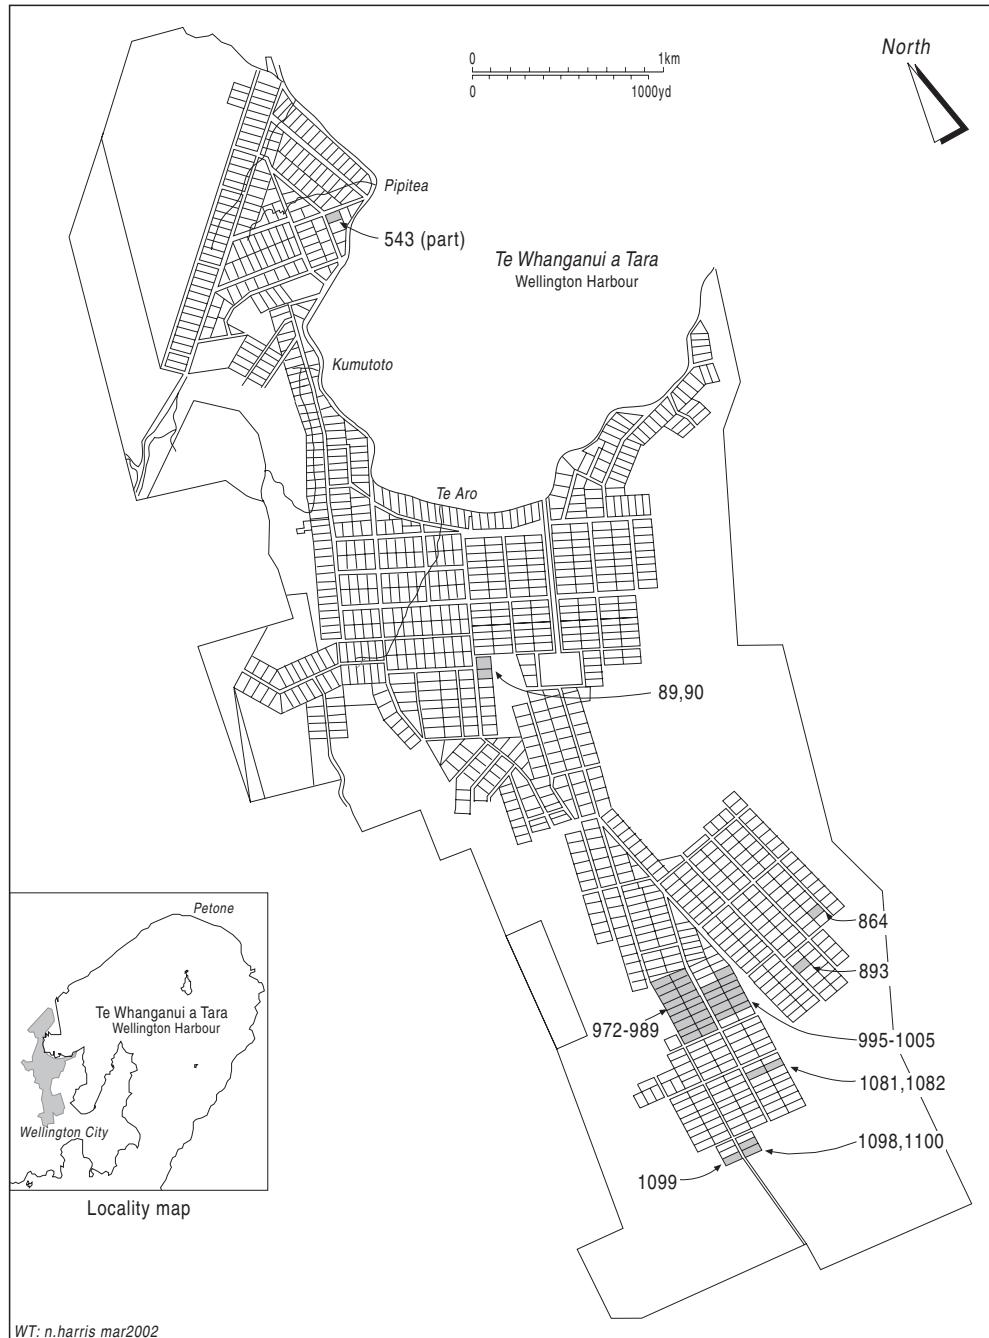 0 1km
0 1000yd
North
Pipitea
543 (part)
Te Whanganui a Tara
Wellington Harbour
Kumutoto
Te Aro
89,90
864
893
972-989
995-1005
1081,1082
1098,1100
1099
Petone
Te Whanganui a Tara
Wellington Harbour
Wellington City
Locality map
WT: n.harris mar2002